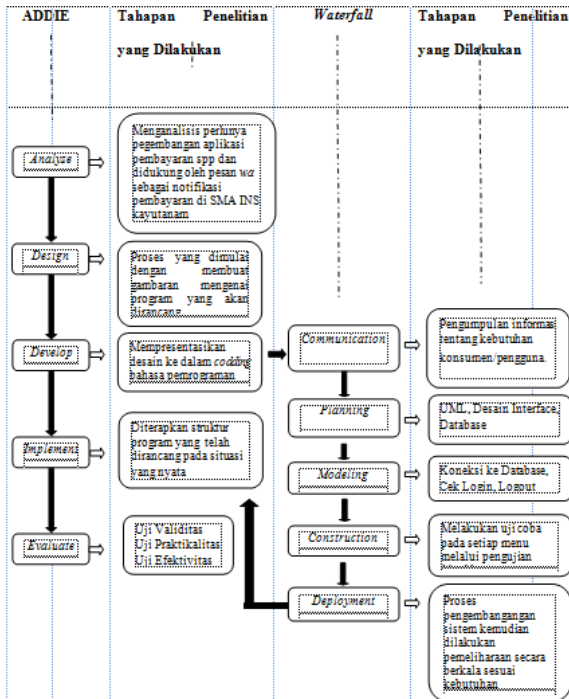 ADDIE
Tahapan Penelitian
yang Dilakukan
Waterfall
Tahapan Penelitian
yang Dilakukan
Analyze
Menganalisis perlunya
pegembangan aplikasi
pembayaran spp dan
didukung oleh pesan wa
sebagai notifikasi
pembayaran di SMA INS
kayutanam
Design
Proses yang dimulai
dengan membuat
gambaran mengenai
program yang akan
dirancang
Develop
Mempresentasikan
desain ke dalam codding
bahasa pemrograman
Communication
Pengumpulan informas
tentang kebutuhan
konsumen/pengguna.
Planning
UML, Desain Interface,
Database
Implement
Diterapkan struktur
program yang telah
dirancang pada situasi
yang nyata
Modeling
Koneksi ke Database,
Cek Login, Logout
Evaluate
Uji Validitas
Uji Praktikalitas
Uji Efektivitas
Construction
Melakukan uji coba
pada setiap menu
melalui pengujian
Deployment
Proses
pengembangangan
sistem kemudian
dilakukan
pemeliharaan secara
berkala sesuai
kebutuhan